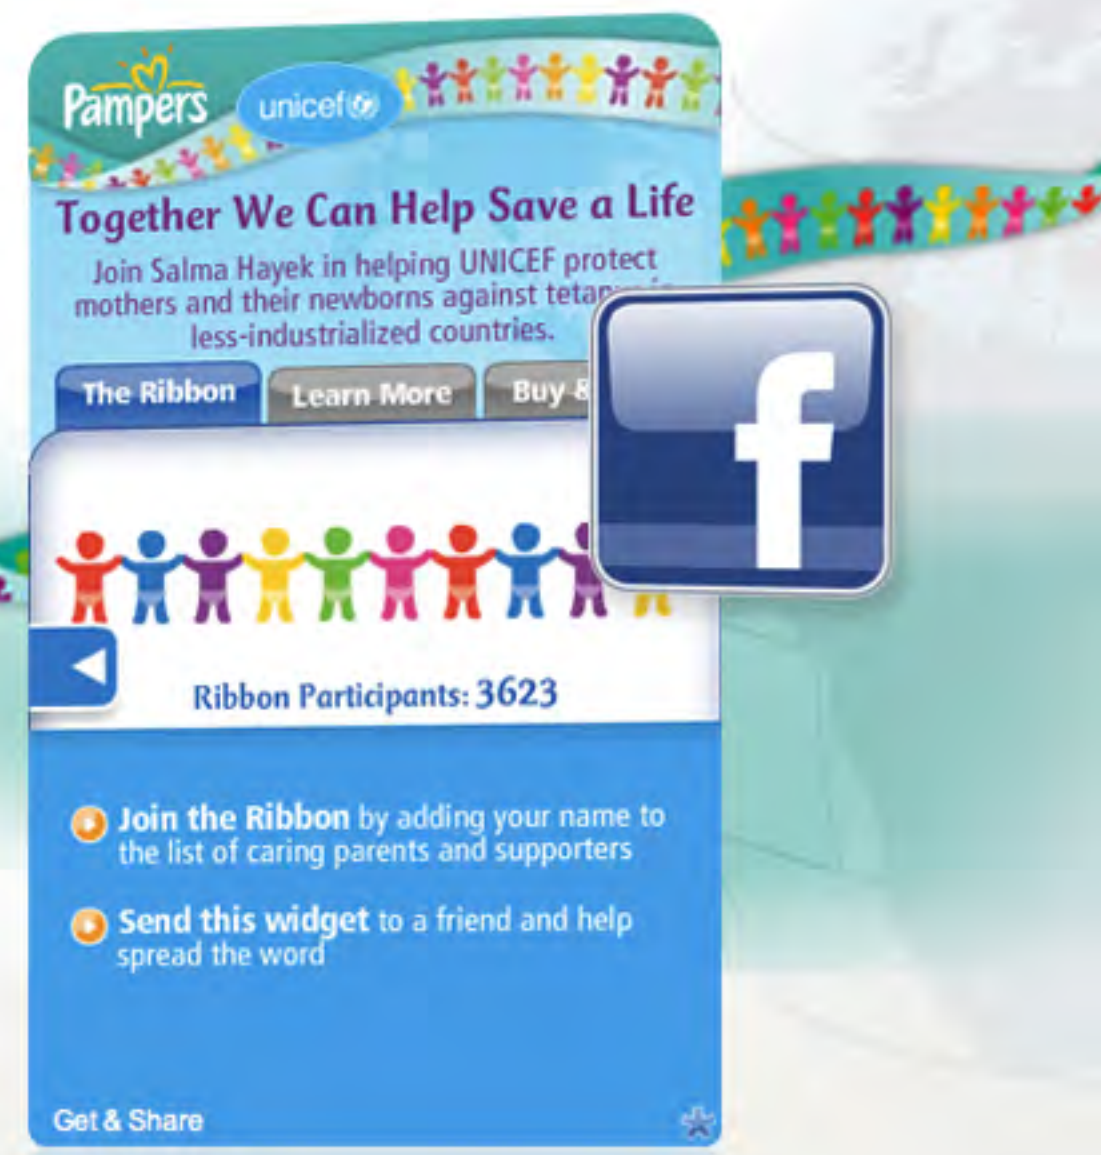 Pampers
unicef
Together We Can Help Save a Life
Join Salma Hayek in helping UNICEF protect
mothers and their newborns against
less-industrialized countries.
The Ribbon
Learn More
Buy &
f
Ribbon Participants: 3623
Join the Ribbon by adding your name to
the list of caring parents and supporters
Send this widget to a friend and help
spread the word
Get & Share